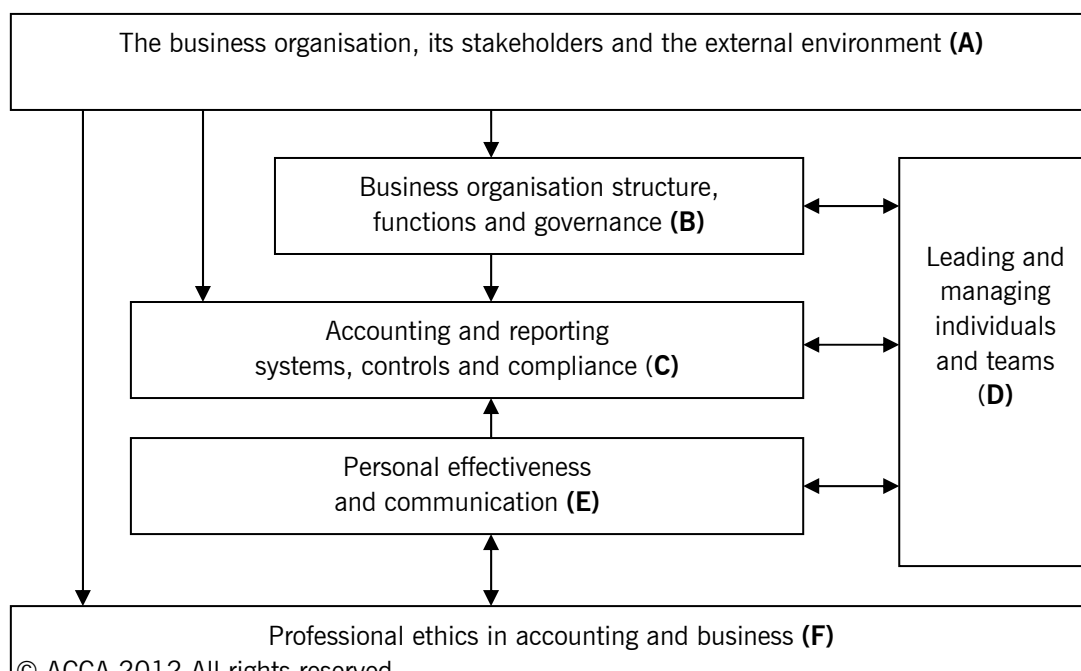 The business organisation, its stakeholders and the external environment (A)
Business organisation structure,
functions and governance (B)
Leading and
managing
individuals
and teams
(D)
Accounting and reporting
systems, controls and compliance (C)
Personal effectiveness
and communication (E)
Professional ethics in accounting and business (F)
© ACCA 2012 All rights reserved